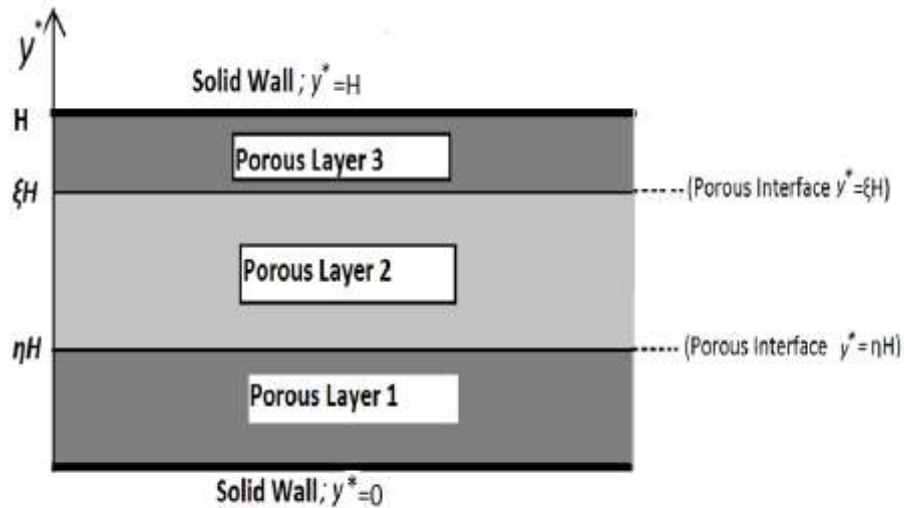 y*
Solid Wall ; y*=H
H
Porous Layer 3
ξH
(Porous Interface y*=ξH)
Porous Layer 2
ηH
(Porous Interface y*=ηH)
Porous Layer 1
Solid Wall; y*=0